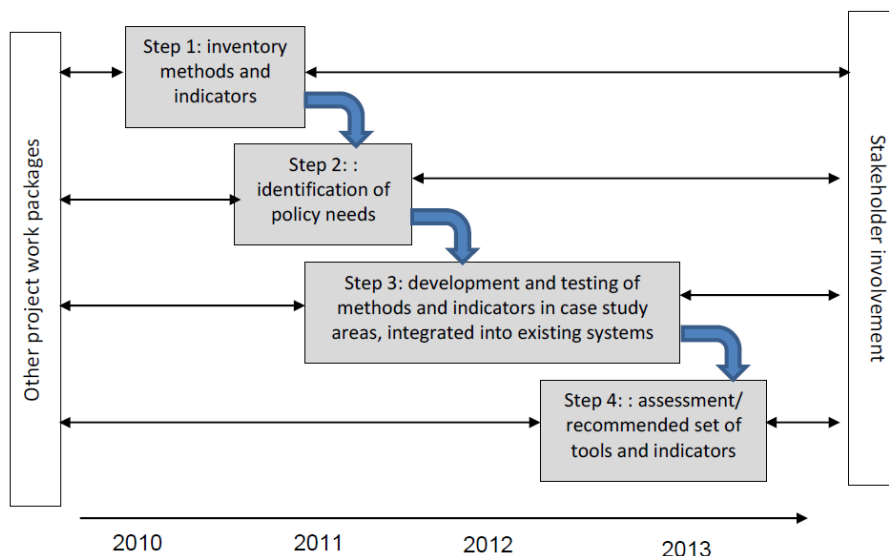 Other project work packages
Step 1: inventory
methods and
indicators
Step 2: :
identification of
policy needs
Step 3: development and testing of
methods and indicators in case study
areas, integrated into existing systems
Step 4: : assessment/
recommended set of
tools and indicators
Stakeholder involvement
2010
2011
2012
2013